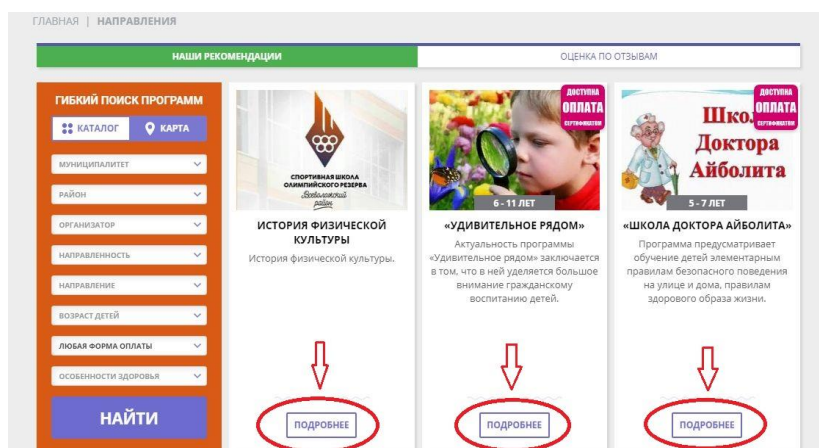 ГЛАВНАЯ | НАПРАВЛЕНИЯ
НАШИ РЕКОМЕНДАЦИИ
ОЦЕНКА ПО ОТЗЫВАМ
ГИБКИЙ ПОИСК ПРОГРАММ
КАТАЛОГ
КАРТА
МУНИЦИПАЛИТЕТ
РАЙОН
ОРГАНИЗАТОР
НАПРАВЛЕННОСТЬ
НАПРАВЛЕНИЕ
ВОЗРАСТ ДЕТЕЙ
ЛЮБАЯ ФОРМА ОПЛАТЫ
ОСОБЕННОСТИ ЗДОРОВЬЯ
НАЙТИ
СПОРТИВНАЯ ШКОЛА
ОЛИМПИЙСКОГО РЕЗЕРВА
Всеволожский
район
ИСТОРИЯ ФИЗИЧЕСКОЙ
КУЛЬТУРЫ
История физической культуры.
ПОДРОБНЕЕ
ДОСТУПНА
ОПЛАТА
СЕРТИФИКАТОМ
6 - 11 ЛЕТ
«УДИВИТЕЛЬНОЕ РЯДОМ»
Актуальность программы
«Удивительное рядом» заключается
в том, что в ней уделяется большое
внимание гражданскому
воспитанию детей.
ПОДРОБНЕЕ
ДОСТУПНА
ОПЛАТА
СЕРТИФИКАТОМ
Доктора
Айболита
5 - 7 ЛЕТ
«ШКОЛА ДОКТОРА АЙБОЛИТА»
Программа предусматривает
обучение детей элементарным
правилам безопасного поведения
на улице и дома, правилам
здорового образа жизни.
ПОДРОБНЕЕ